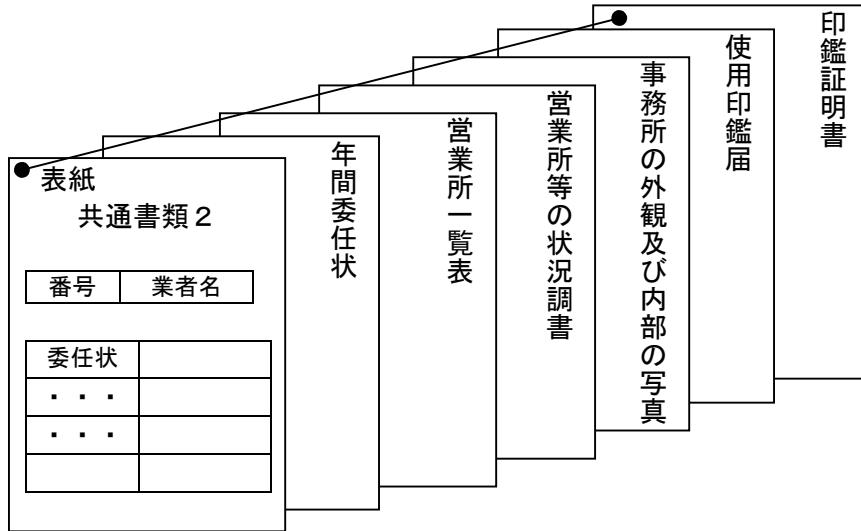 表紙
共通書類2
番号 業者名
委任状
・・・
・・・
年間委任状
営業所一覧表
営業所等の状況調書
事務所の外観及び内部の写真
使用印鑑届
印鑑証明書